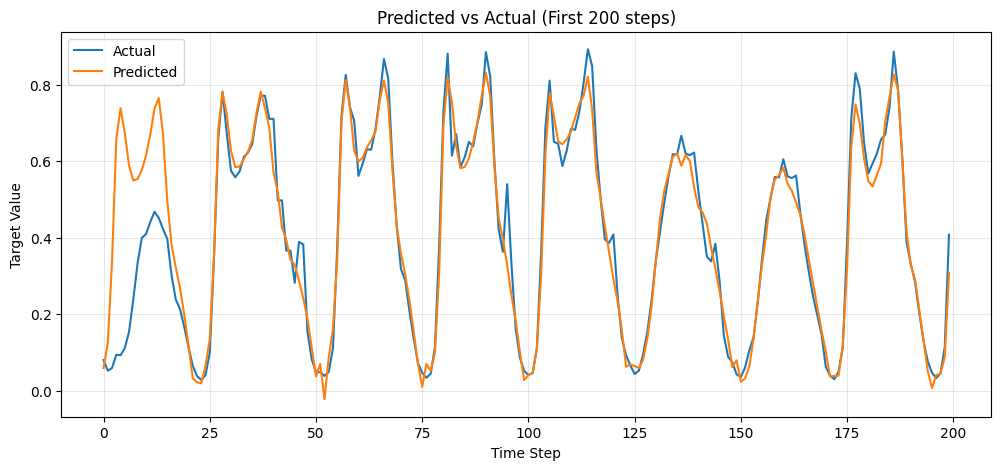 Predicted vs Actual (First 200 steps)
Actual
Predicted
Target Value
0.8
0.6
0.4
0.2
0.0
0 25 50 75 100 125 150 175 200
Time Step